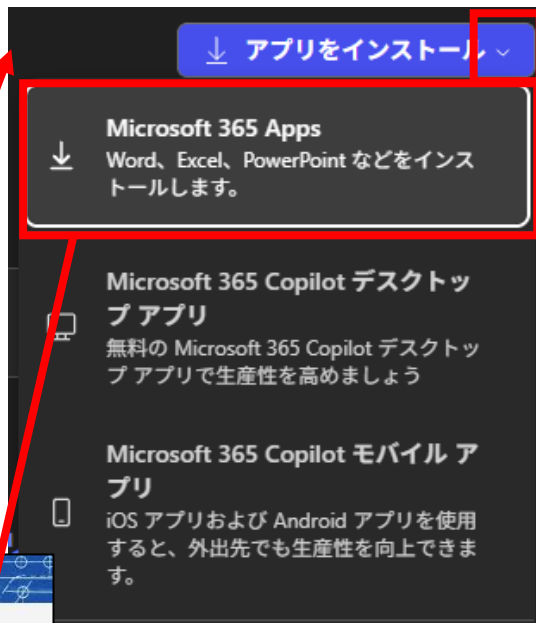 アプリをインストール
Microsoft 365 Apps
Word、Excel、PowerPoint などをインス
トールします。
Microsoft 365 Copilot デスクトッ
プ アプリ
無料の Microsoft 365 Copilot デスクトッ
プ アプリで生産性を高めましょう
Microsoft 365 Copilot モバイル ア
プリ
iOS アプリおよび Android アプリを使用
すると、外出先でも生産性を向上できま
す。